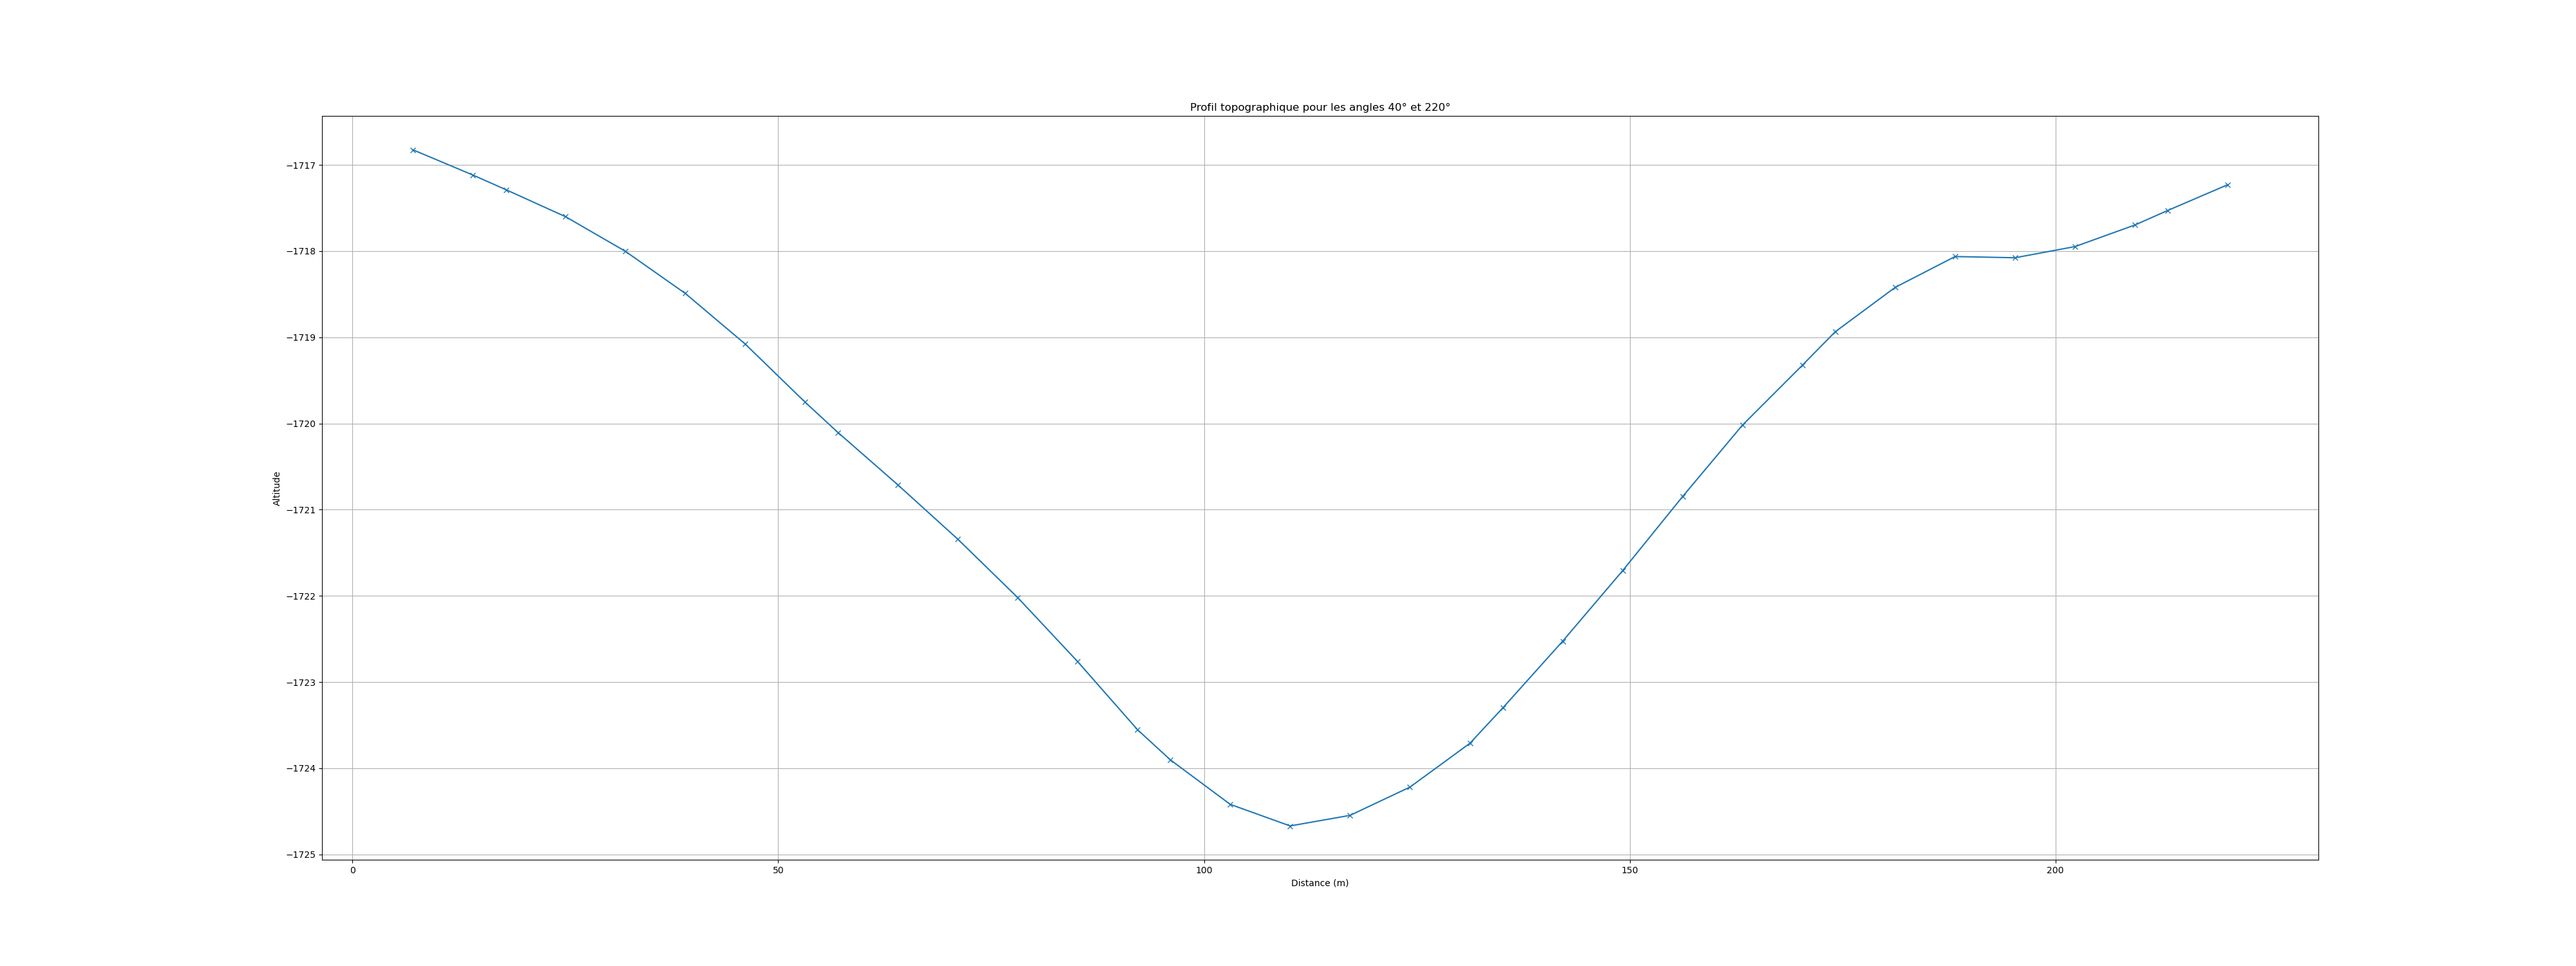 Profil topographique pour les angles 40° et 220°
−1717
−1718
−1719
−1720
−1721
−1722
−1723
−1724
−1725
Altitude
0 50 100 150 200
Distance (m)